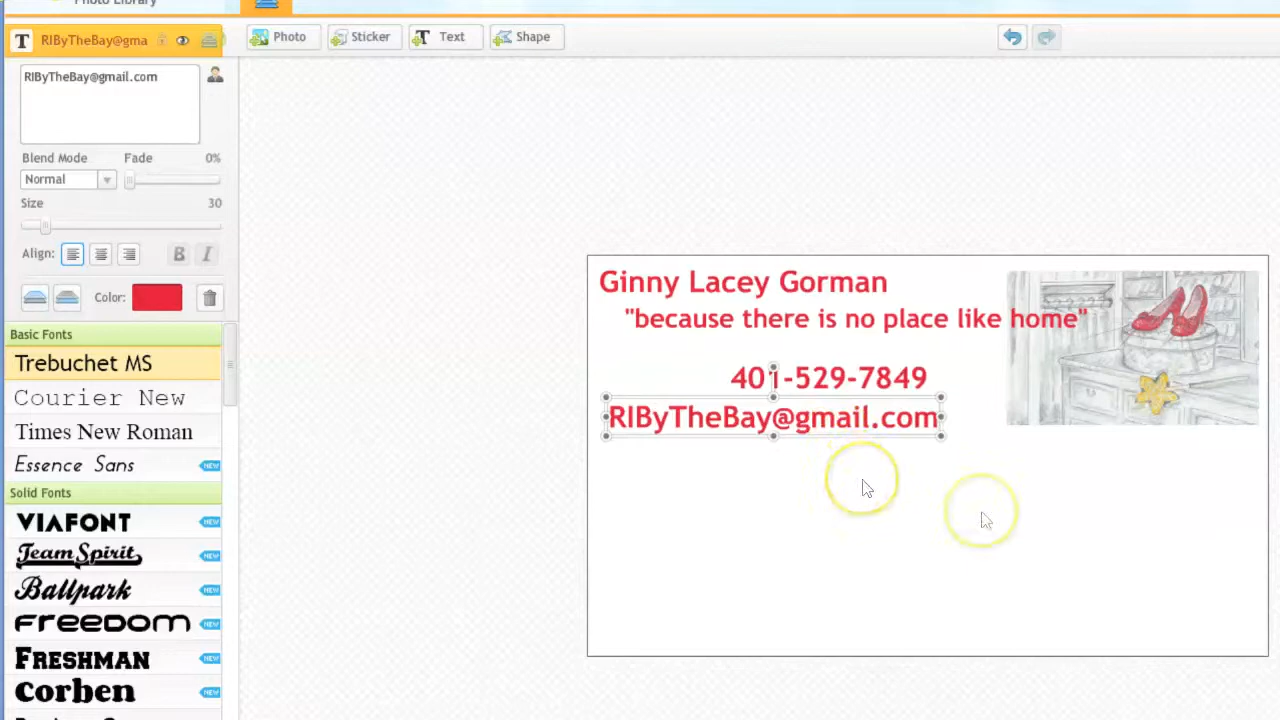 Photo Library
RIByTheBay@gma
Photo
Sticker
Text
Shape
RIByTheBay@gmail.com
Blend Mode Fade 0%
Normal
Size 30
Align: B I
Color:
Basic Fonts
Trebuchet MS
Courier New
Times New Roman
Essence Sans NEW
Solid Fonts
VIAFONT NEW
Team Spirit NEW
Ballpark NEW
FREEDOM NEW
FRESHMAN NEW
Corben NEW
Ginny Lacey Gorman
"because there is no place like home"
401-529-7849
RIByTheBay@gmail.com